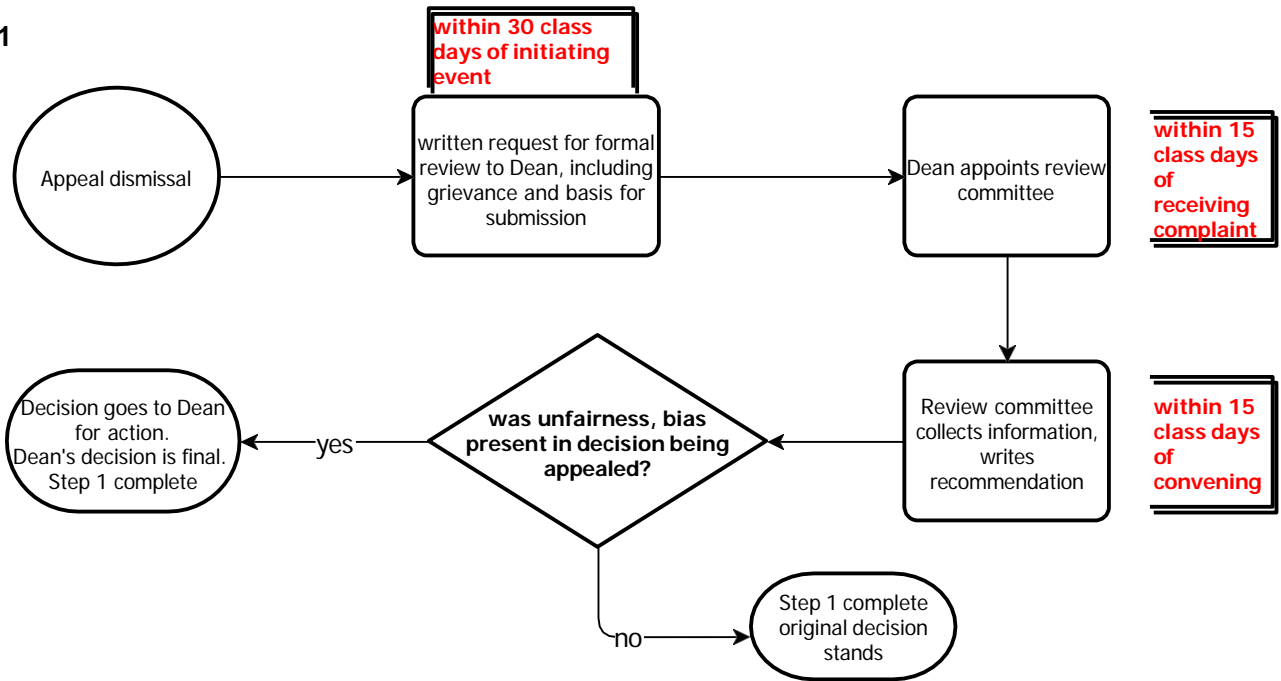 1
within 30 class
days of initiating
event
Appeal dismissal
written request for formal
review to Dean, including
grievance and basis for
submission
Dean appoints review
committee
within 15
class days
of
receiving
complaint
Review committee
collects information,
writes
recommendation
within 15
class days
of
convening
was unfairness, bias
present in decision being
appealed?
yes
Decision goes to Dean
for action.
Dean's decision is final.
Step 1 complete
no
Step 1 complete
original decision
stands